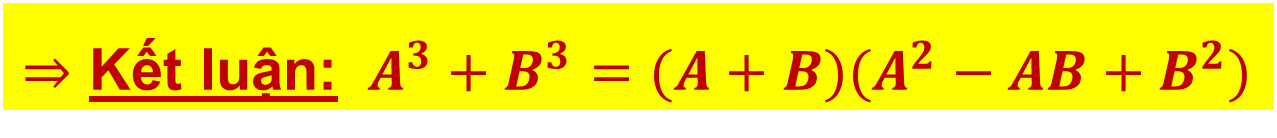 ⇒ Kết luận: A³ + B³ = (A + B)(A² − AB + B²)